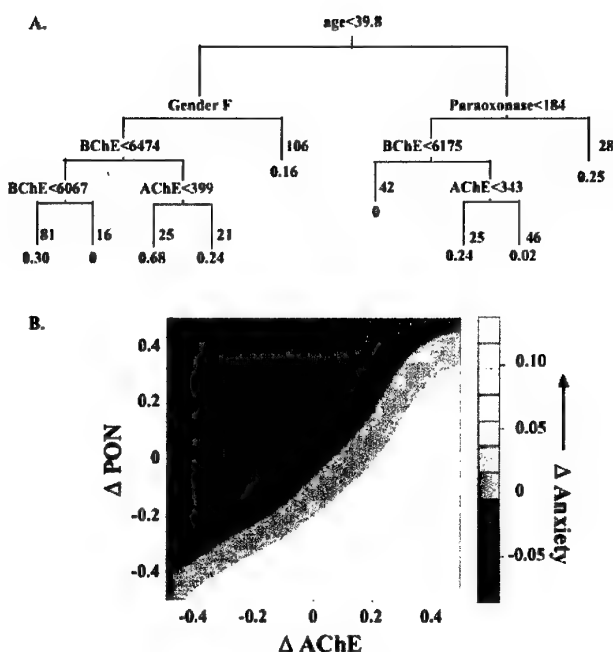 A.
age<39.8
Gender F
Paraoxonase<184
BChE<6474
106
0.16
BChE<6175
28
0.25
BChE<6067
AChE<399
42
0
AChE<343
81
16
25
21
25
46
0.30
0
0.68
0.24
0.24
0.02
B.
0.4
0.2
0
-0.2
-0.4
Δ PON
-0.4
-0.2
0
0.2
0.4
Δ AChE
0.10
0.05
0
-0.05
Δ Anxiety